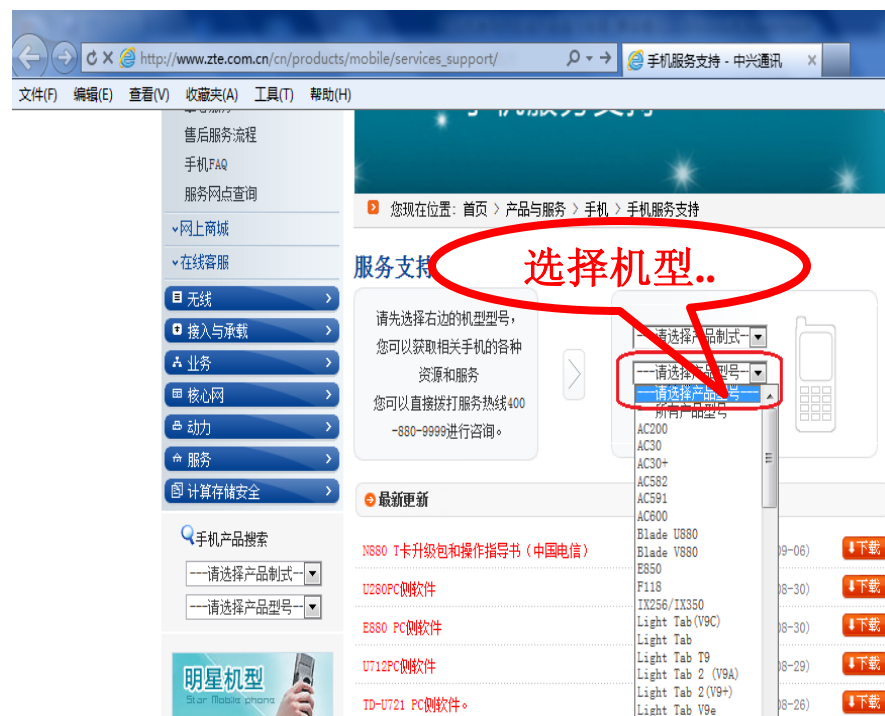 http://www.zte.com.cn/cn/products/mobile/services_support/
手机服务支持 - 中兴通讯
文件(F) 编辑(E) 查看(V) 收藏夹(A) 工具(T) 帮助(H)
售后服务流程
手机FAQ
服务网点查询
网上商城
在线客服
无线
接入与承载
业务
核心网
动力
服务
计算存储安全
手机产品搜索
---请选择产品制式--
---请选择产品型号--
明星机型
Star Mobile phone
您现在位置: 首页 > 产品与服务 > 手机 > 手机服务支持
服务支持
选择机型..
请先选择右边的机型型号，
您可以获取相关手机的各种
资源和服务
您可以直接拨打服务热线400
-880-9999进行咨询。
请选择产品制式--
---请选择产品型号--
---请选择产品型号---
所有产品型号
AC200
AC30
AC30+
AC582
AC591
AC600
Blade U880
Blade V880
E850
F118
IX256/IX350
Light Tab(V9C)
Light Tab
Light Tab T9
Light Tab 2 (V9A)
Light Tab 2(V9+)
Light Tab V9e
最新更新
N880 T卡升级包和操作指导书（中国电信） 09-06) 下载
U280PC侧软件 08-30) 下载
E880 PC侧软件 08-30) 下载
U712PC侧软件 08-29) 下载
TD-U721 PC侧软件。 08-26) 下载